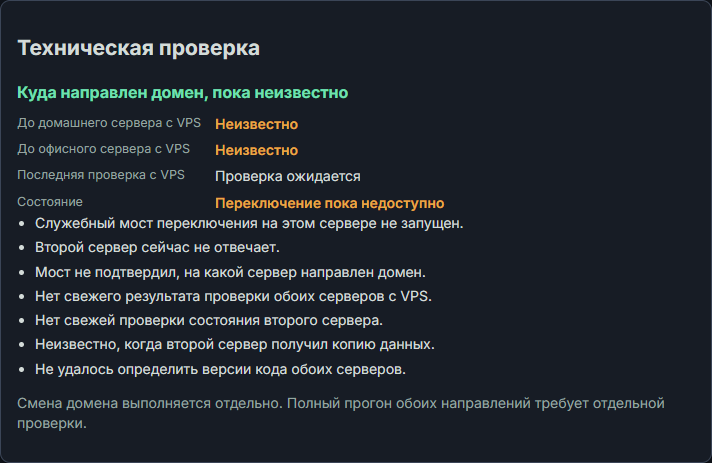 Техническая проверка
Куда направлен домен, пока неизвестно
До домашнего сервера с VPS Неизвестно
До офисного сервера с VPS Неизвестно
Последняя проверка с VPS Проверка ожидается
Состояние Переключение пока недоступно
• Служебный мост переключения на этом сервере не запущен.
• Второй сервер сейчас не отвечает.
• Мост не подтвердил, на какой сервер направлен домен.
• Нет свежего результата проверки обоих серверов с VPS.
• Нет свежей проверки состояния второго сервера.
• Неизвестно, когда второй сервер получил копию данных.
• Не удалось определить версии кода обоих серверов.
Смена домена выполняется отдельно. Полный прогон обоих направлений требует отдельной
проверки.